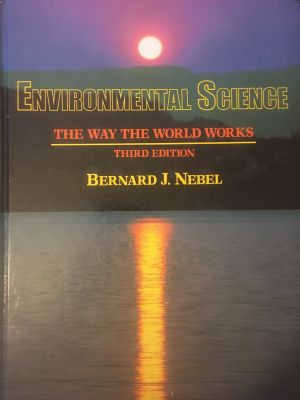 ENVIRONMENTAL SCIENCE
THE WAY THE WORLD WORKS
THIRD EDITION
BERNARD J. NEBEL